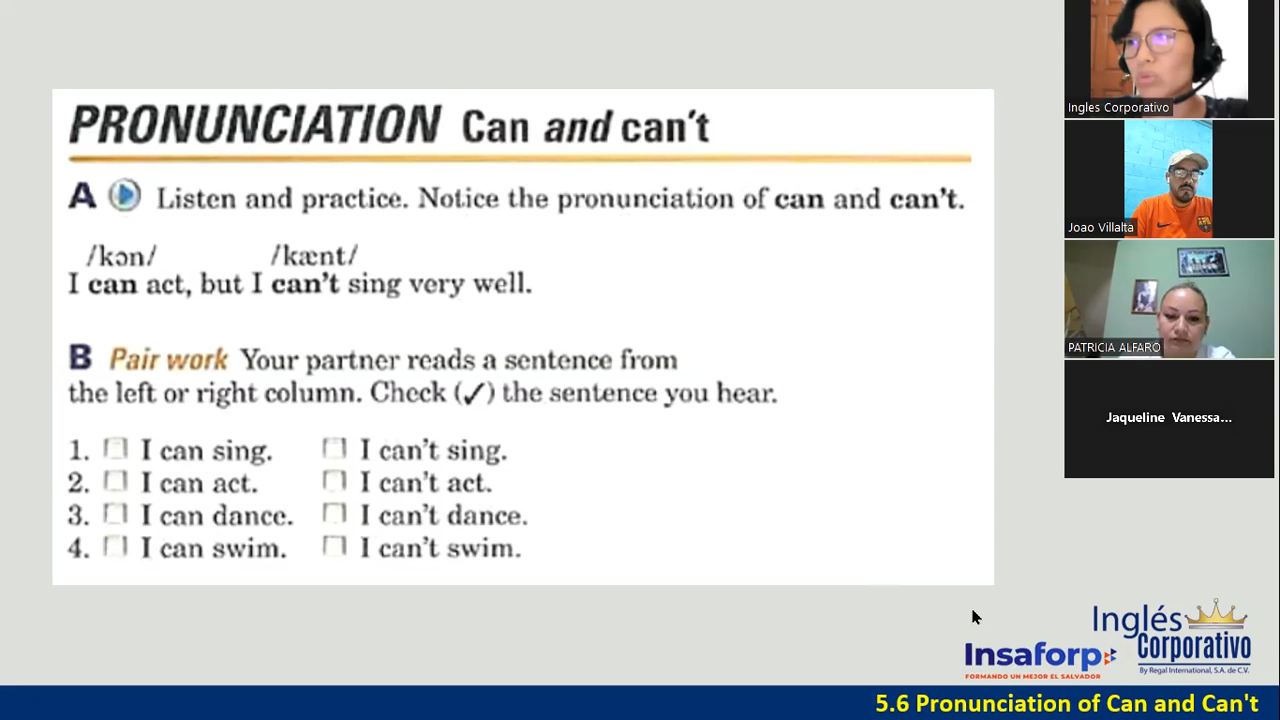 PRONUNCIATION Can and can't
A Listen and practice. Notice the pronunciation of can and can't.
/kɔn/ /kænt/
I can act, but I can't sing very well.
B Pair work Your partner reads a sentence from
the left or right column. Check (✓) the sentence you hear.
1. I can sing. I can't sing.
2. I can act. I can't act.
3. I can dance. I can't dance.
4. I can swim. I can't swim.
Ingles Corporativo
Joao Villalta
PATRICIA ALFARO
Jaqueline Vanessa...
Inglés
Corporativo
By Regal International, S.A. de C.V.
Insaforp
FORMANDO UN MEJOR EL SALVADOR
5.6 Pronunciation of Can and Can't